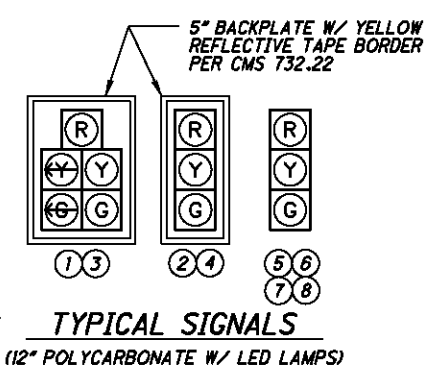 5" BACKPLATE W/ YELLOW
REFLECTIVE TAPE BORDER
PER CMS 732.22
R R R
Y Y Y Y
G G G G
1 3 2 4 5 6
7 8
TYPICAL SIGNALS
(12" POLYCARBONATE W/ LED LAMPS)